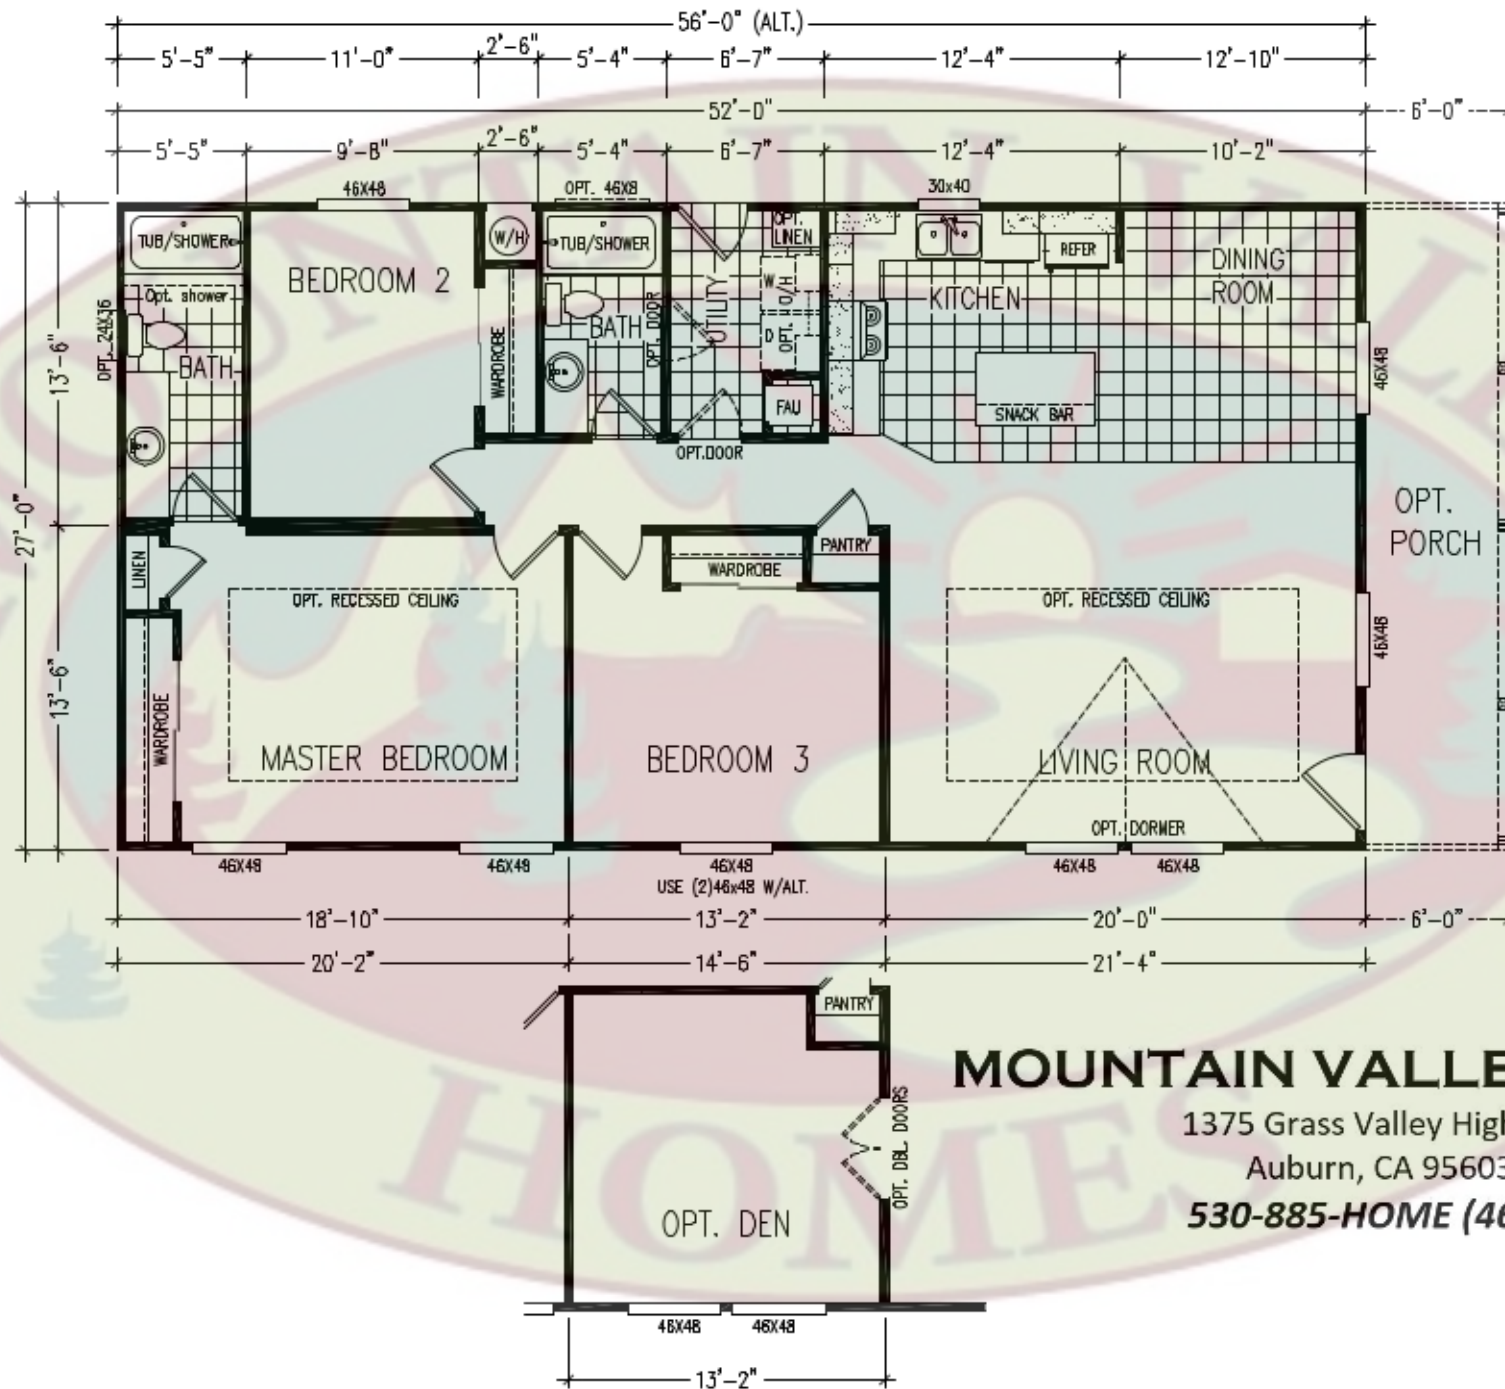 56'-0" (ALT.)
5'-5" 11'-0" 2'-6" 5'-4" 6'-7" 12'-4" 12'-10"
52'-0" 6'-0"
5'-5" 9'-8" 2'-6" 5'-4" 6'-7" 12'-4" 10'-2"
46X48 OPT. 46X8 30x40
TUB/SHOWER W/H TUB/SHOWER OPT. LINEN REFER
BEDROOM 2 KITCHEN DINING
ROOM
Opt. shower
OPT. 24X36
BATH
WARDROBE
BATH
OPT. DOOR
UTILITY
W
D
OPT. O/H
FAU
SNACK BAR
46X48
OPT.DOOR
13'-6"
27'-0"
13'-6"
OPT.
PORCH
LINEN
WARDROBE
PANTRY
OPT. RECESSED CEILING
OPT. RECESSED CEILING
46X48
WARDROBE
MASTER BEDROOM
BEDROOM 3
LIVING ROOM
OPT. DORMER
46X48 46X48 46X48 46X48 46X48
USE (2)46x48 W/ALT.
18'-10" 13'-2" 20'-0" 6'-0"
20'-2" 14'-6" 21'-4"
PANTRY
OPT. DBL. DOORS
OPT. DEN
46X48 46X48
13'-2"
MOUNTAIN VALLE
1375 Grass Valley High
Auburn, CA 95603
530-885-HOME (46
MOUNTAIN VALL
HOMES